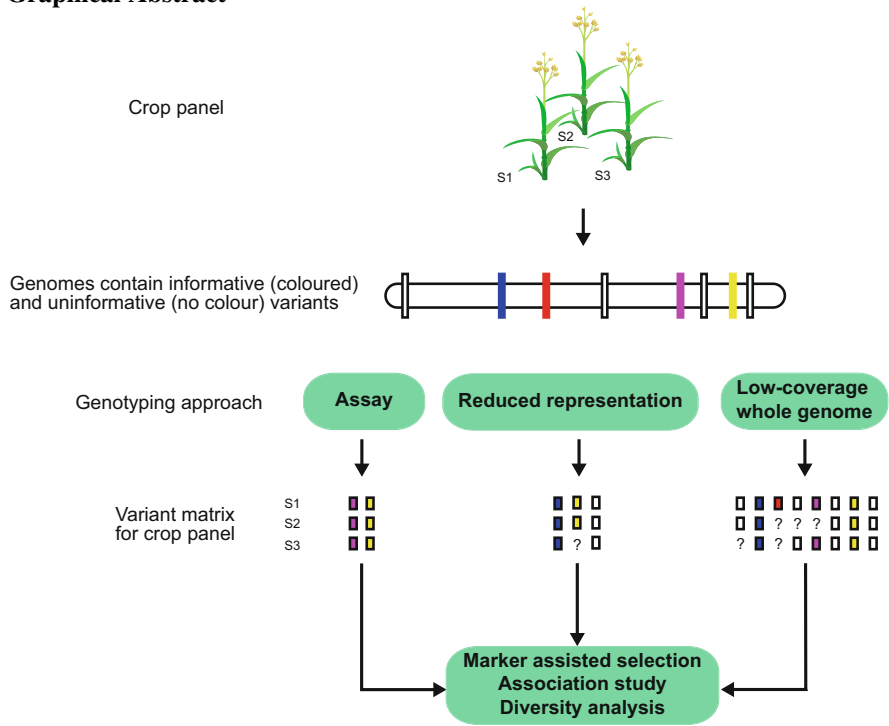 Graphical Abstract
Crop panel
S1
S2
S3
Genomes contain informative (coloured)
and uninformative (no colour) variants
Genotyping approach
Assay
Reduced representation
Low-coverage
whole genome
Variant matrix
for crop panel
S1
S2
? ? ?
S3
?
? ?
Marker assisted selection
Association study
Diversity analysis